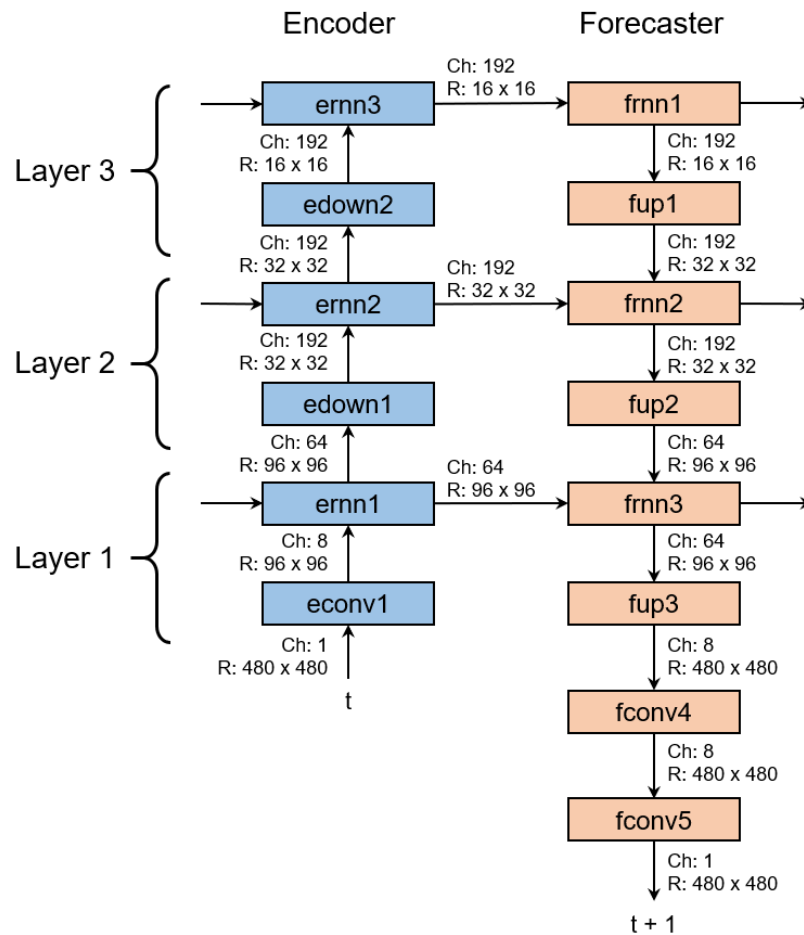 Encoder
Forecaster
Ch: 192
R: 16 x 16
ernn3
frnn1
Layer 3
Ch: 192
R: 16 x 16
Ch: 192
R: 16 x 16
edown2
fup1
Ch: 192
R: 32 x 32
Ch: 192
R: 32 x 32
Ch: 192
R: 32 x 32
ernn2
frnn2
Layer 2
Ch: 192
R: 32 x 32
Ch: 192
R: 32 x 32
edown1
fup2
Ch: 64
R: 96 x 96
Ch: 64
R: 96 x 96
Ch: 64
R: 96 x 96
ernn1
frnn3
Layer 1
Ch: 8
R: 96 x 96
Ch: 64
R: 96 x 96
econv1
fup3
Ch: 1
R: 480 x 480
t
Ch: 8
R: 480 x 480
fconv4
Ch: 8
R: 480 x 480
fconv5
Ch: 1
R: 480 x 480
t + 1